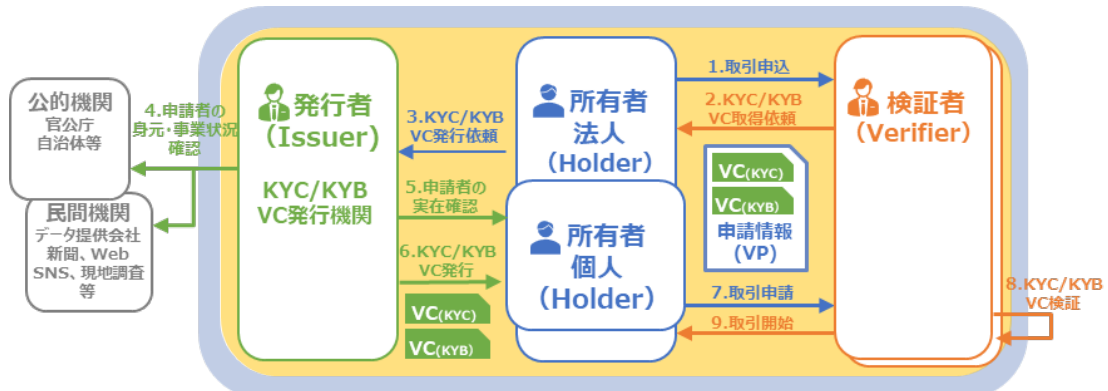 公的機関
官公庁
自治体等
民間機関
データ提供会社
新聞、Web
SNS、現地調査
等
4.申請者の
身元・事業状況
確認
発行者
(Issuer)
KYC/KYB
VC発行機関
3.KYC/KYB
VC発行依頼
5.申請者の
実在確認
6.KYC/KYB
VC発行
VC(KYC)
VC(KYB)
所有者
法人
(Holder)
所有者
個人
(Holder)
1.取引申込
2.KYC/KYB
VC取得依頼
VC(KYC)
VC(KYB)
申請情報
(VP)
7.取引申請
9.取引開始
検証者
(Verifier)
8.KYC/KYB
VC検証